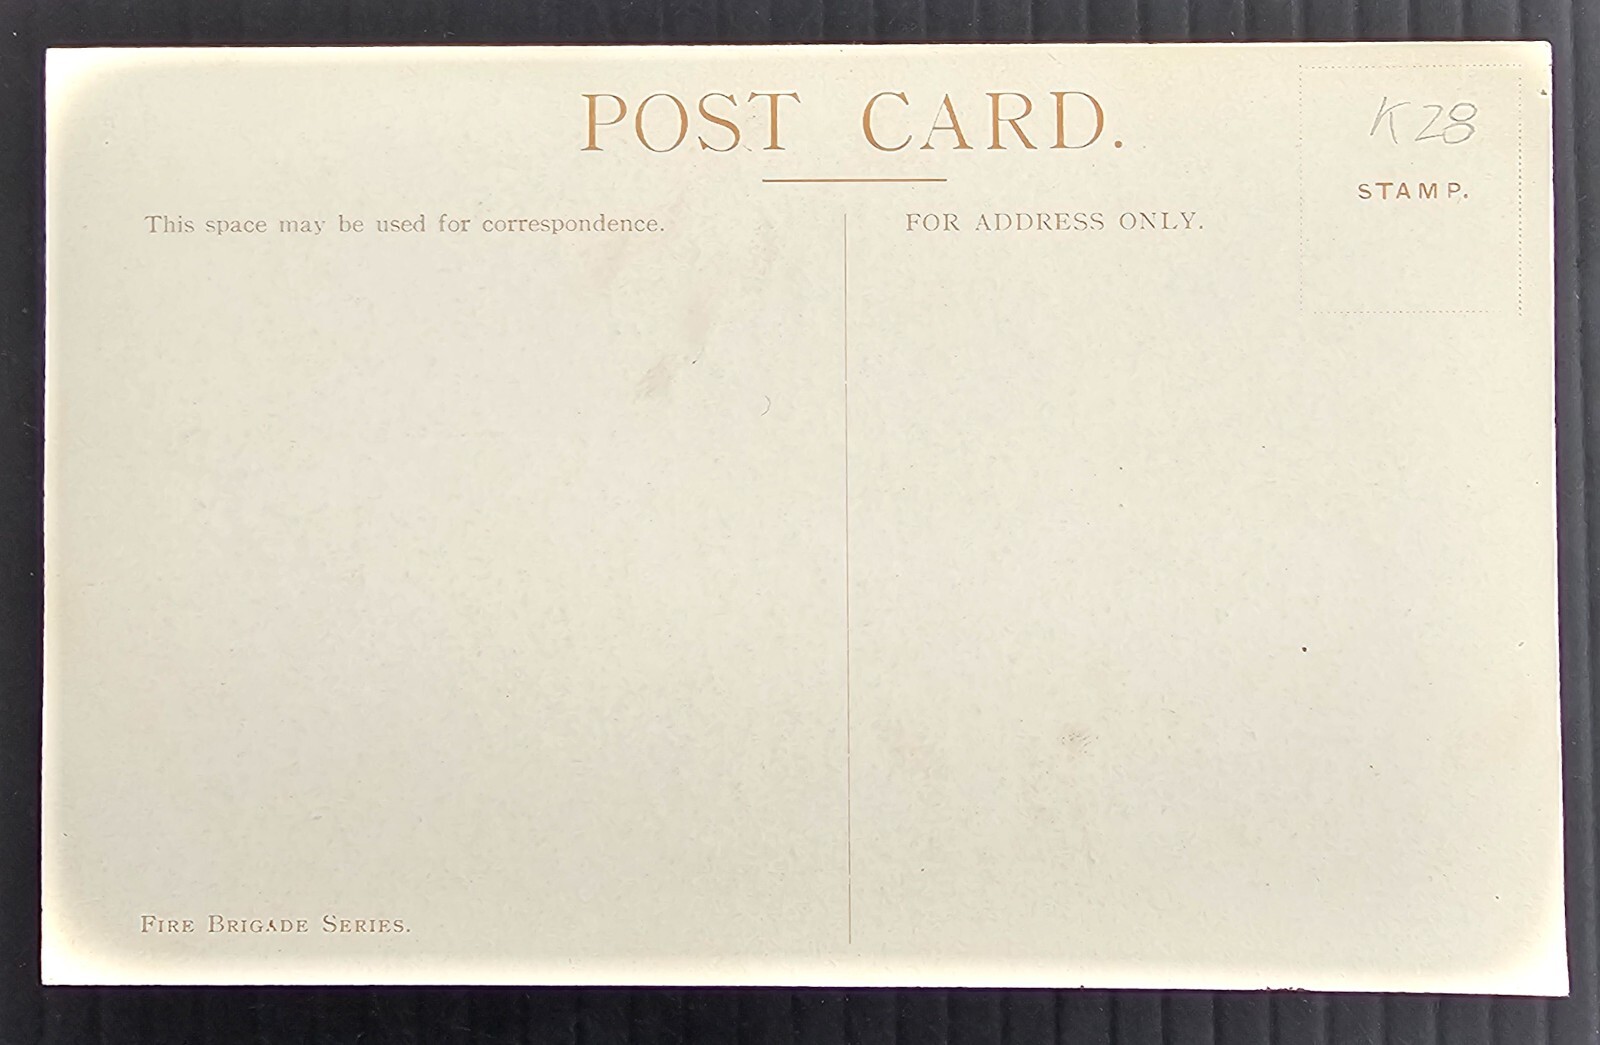 POST CARD.
K28
STAMP.
This space may be used for correspondence.
FOR ADDRESS ONLY.
FIRE BRIGADE SERIES.